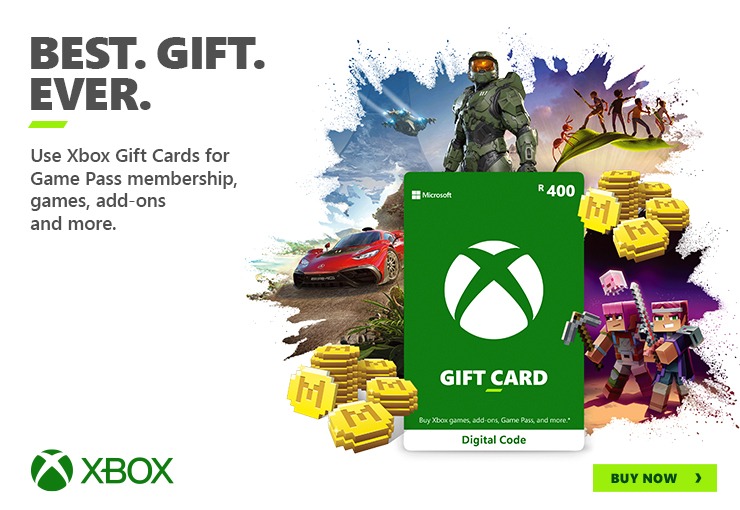 BEST. GIFT.
EVER.
Use Xbox Gift Cards for
Game Pass membership,
games, add-ons
and more.
Microsoft
R 400
GIFT CARD
Buy Xbox games, add-ons, Game Pass, and more.*
Digital Code
M
M
M
M
M
XBOX
BUY NOW